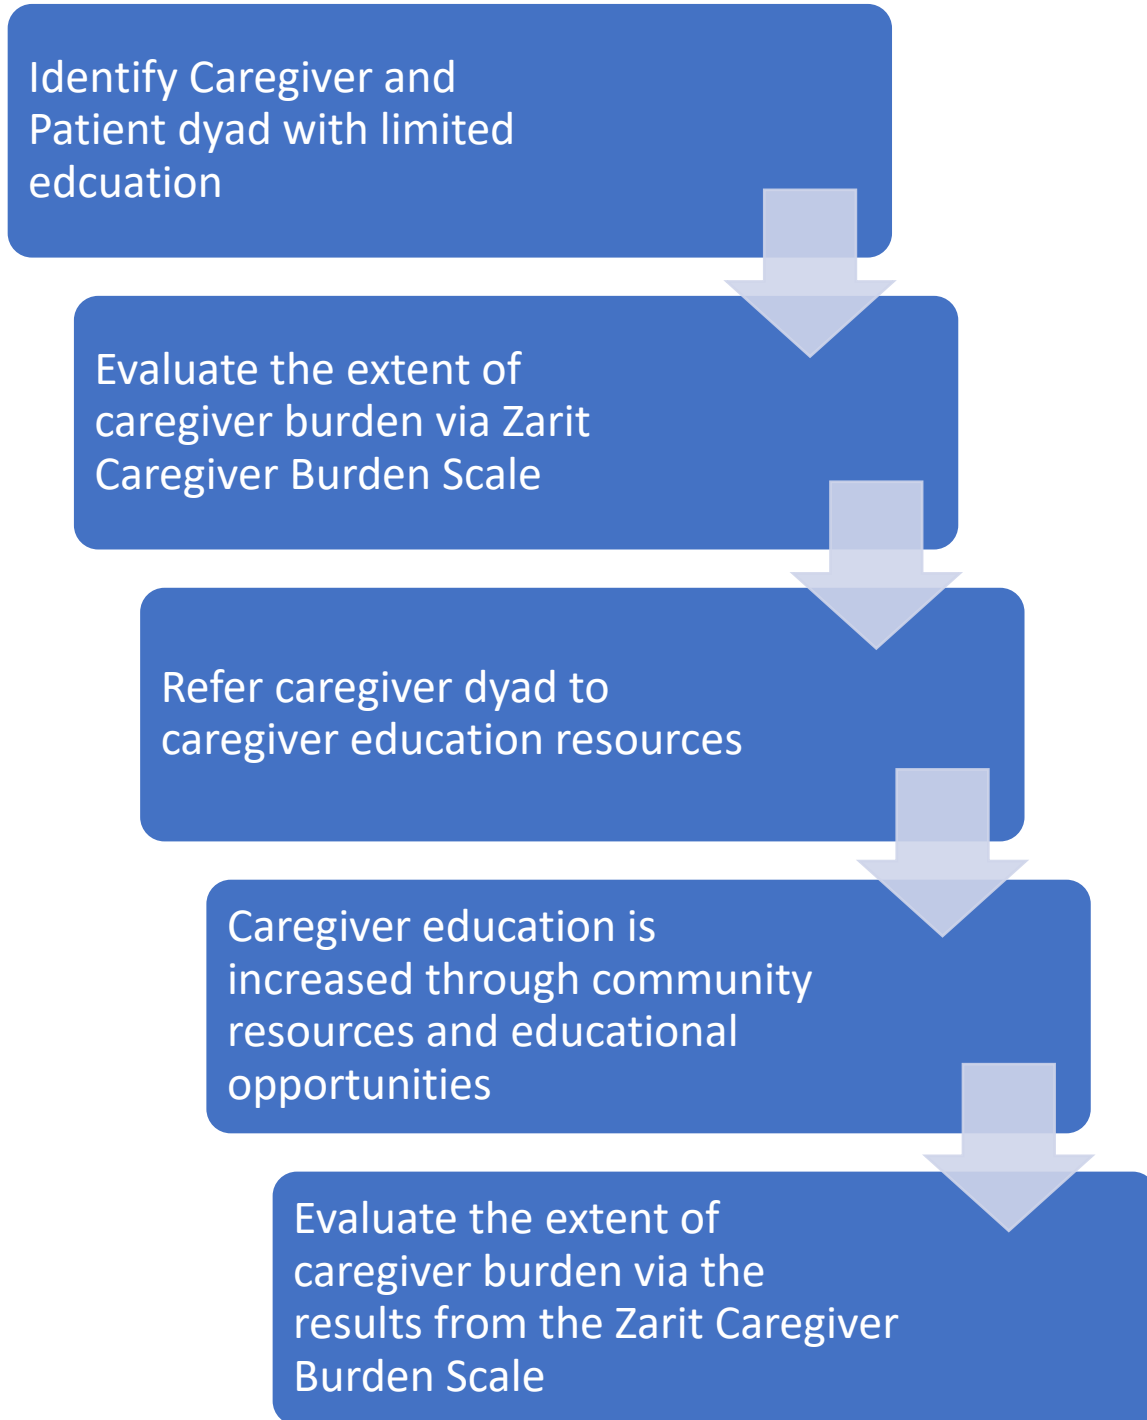 Identify Caregiver and
Patient dyad with limited
edcuation
Evaluate the extent of
caregiver burden via Zarit
Caregiver Burden Scale
Refer caregiver dyad to
caregiver education resources
Caregiver education is
increased through community
resources and educational
opportunities
Evaluate the extent of
caregiver burden via the
results from the Zarit Caregiver
Burden Scale